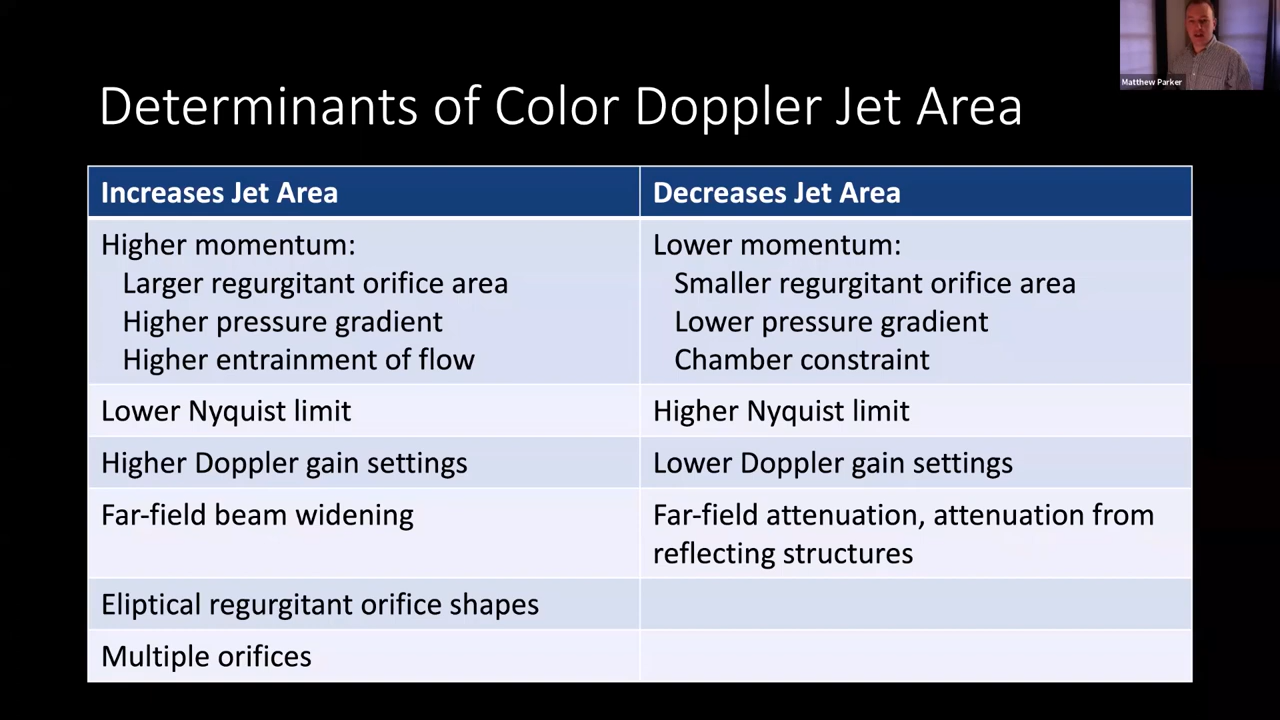 Matthew Parker
Determinants of Color Doppler Jet Area
Increases Jet Area
Decreases Jet Area
Higher momentum:
Larger regurgitant orifice area
Higher pressure gradient
Higher entrainment of flow
Lower momentum:
Smaller regurgitant orifice area
Lower pressure gradient
Chamber constraint
Lower Nyquist limit
Higher Nyquist limit
Higher Doppler gain settings
Lower Doppler gain settings
Far-field beam widening
Far-field attenuation, attenuation from
reflecting structures
Eliptical regurgitant orifice shapes
Multiple orifices